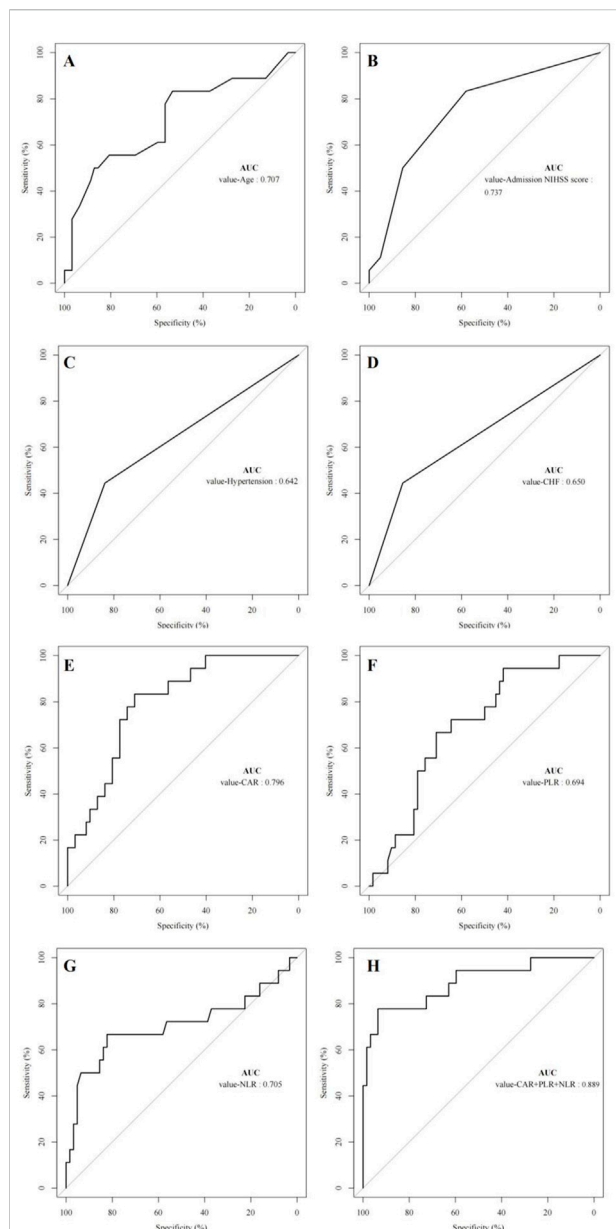 A
B
100
80
60
40
20
0
Sensitivity (%)
AUC
value-Age : 0.707
100
80
60
40
20
0
Specificity (%)
100
80
60
40
20
0
Sensitivity (%)
AUC
value-Admission NIHSS score :
0.737
100
80
60
40
20
0
Specificity (%)
C
D
100
80
60
40
20
0
Sensitivity (%)
AUC
value-Hypertension : 0.642
100
80
60
40
20
0
Specificity (%)
100
80
60
40
20
0
Sensitivity (%)
AUC
value-CHF : 0.650
100
80
60
40
20
0
Specificity (%)
E
F
100
80
60
40
20
0
Sensitivity (%)
AUC
value-CAR : 0.796
100
80
60
40
20
0
Specificity (%)
100
80
60
40
20
0
Sensitivity (%)
AUC
value-PLR : 0.694
100
80
60
40
20
0
Specificity (%)
G
H
100
80
60
40
20
0
Sensitivity (%)
AUC
value-NLR : 0.705
100
80
60
40
20
0
Specificity (%)
100
80
60
40
20
0
Sensitivity (%)
AUC
value-CAR+PLR+NLR : 0.889
100
80
60
40
20
0
Specificity (%)